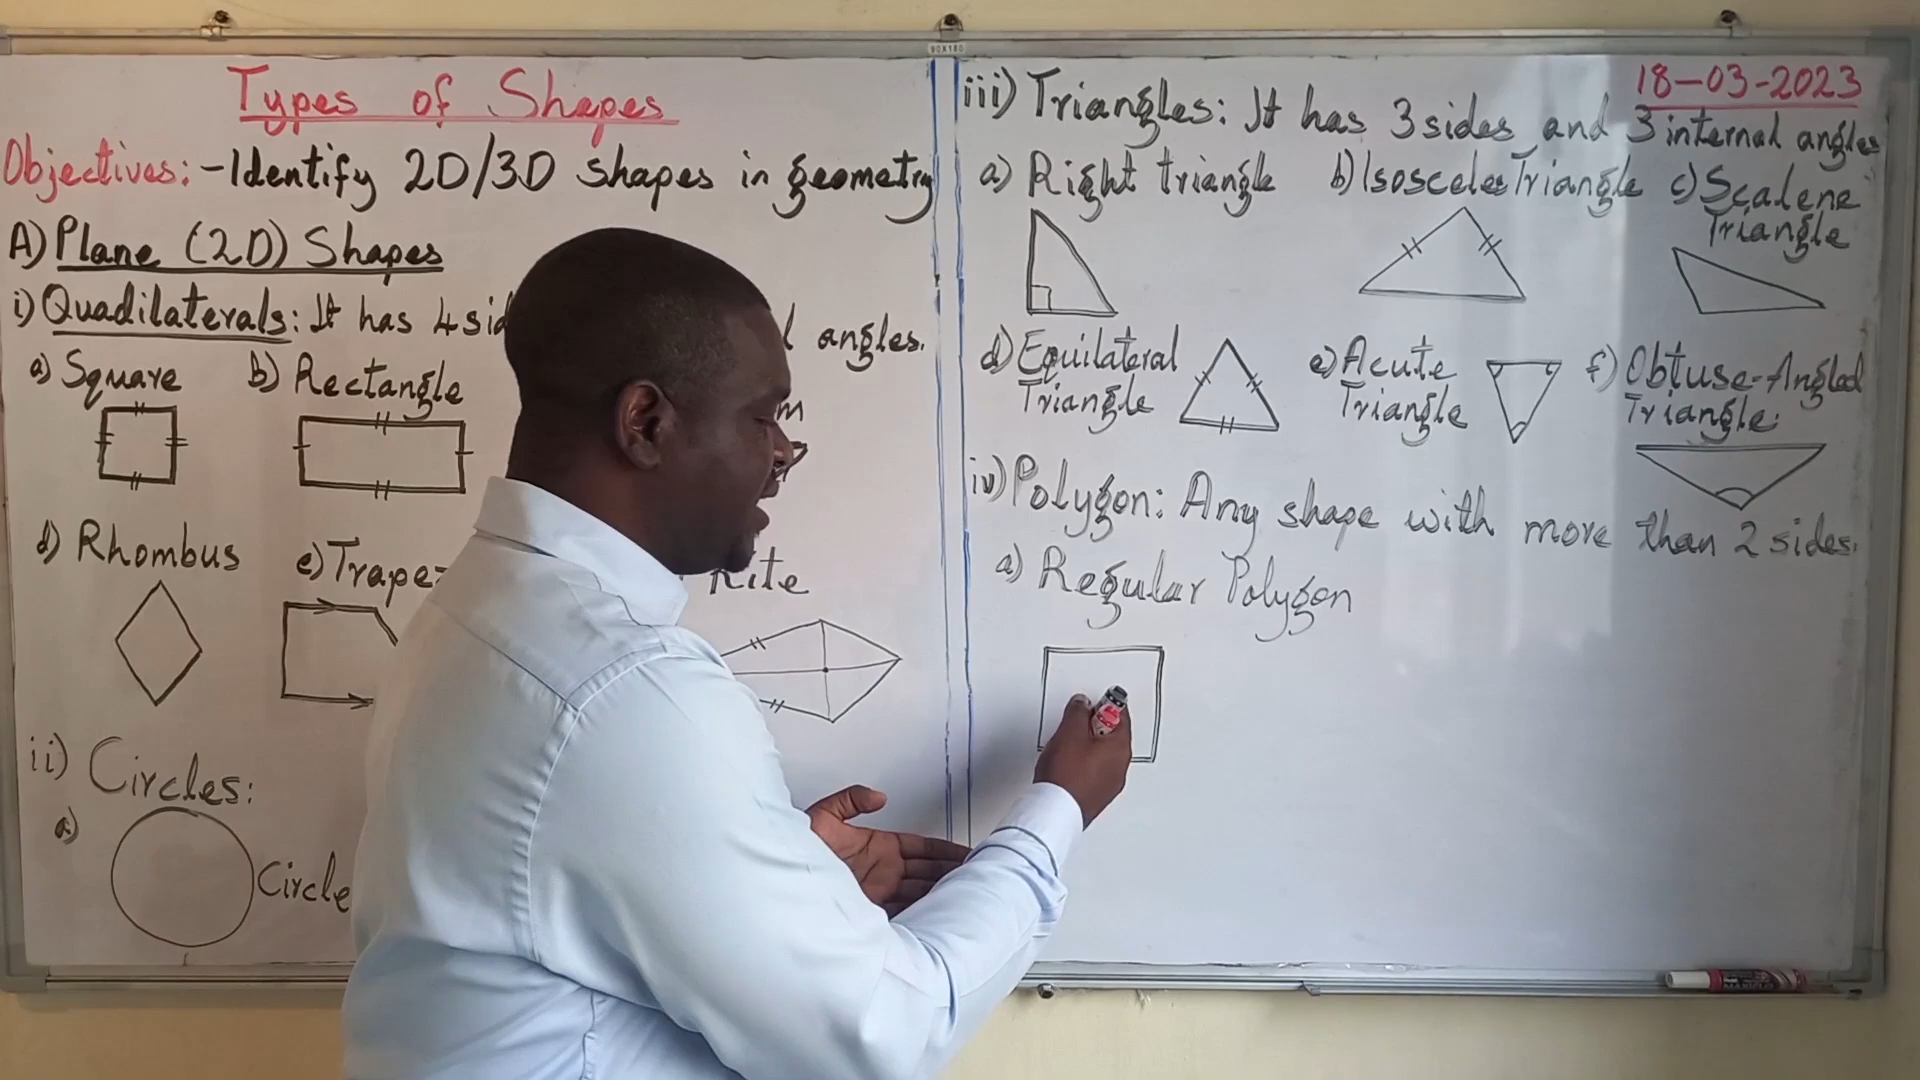 90X180
Types of Shapes
Objectives: -Identify 2D/3D shapes in geometry
A) Plane (2D) Shapes
i) Quadilaterals: It has 4 sid l angles.
a) Square b) Rectangle m
d) Rhombus e) Trapez Kite
ii) Circles:
a)
Circle
18-03-2023
iii) Triangles: It has 3 sides and 3 internal angles
a) Right triangle b) Isosceles Triangle c) Scalene
Triangle
d) Equilateral e) Acute f) Obtuse-Angled
Triangle Triangle Triangle:
iv) Polygon: Any shape with more than 2 sides.
a) Regular Polygon